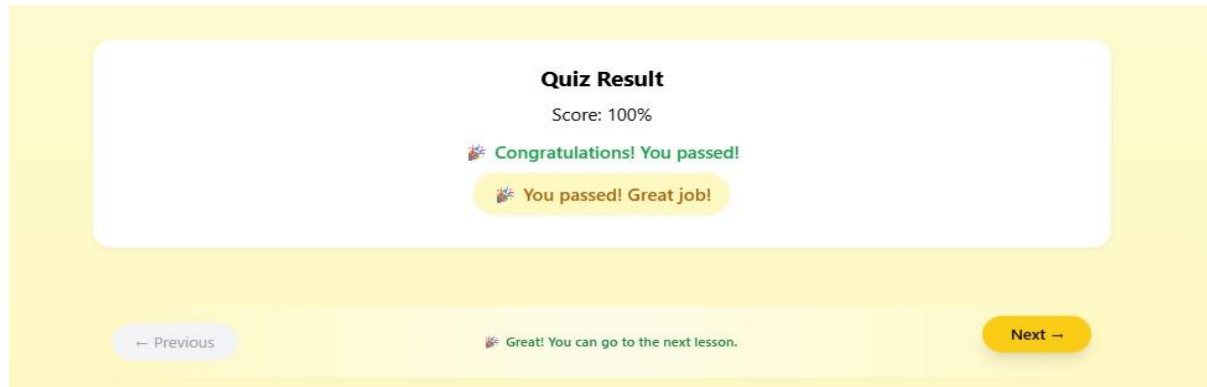 Quiz Result
Score: 100%
🎉 Congratulations! You passed!
🎉 You passed! Great job!
← Previous
🎉 Great! You can go to the next lesson.
Next →